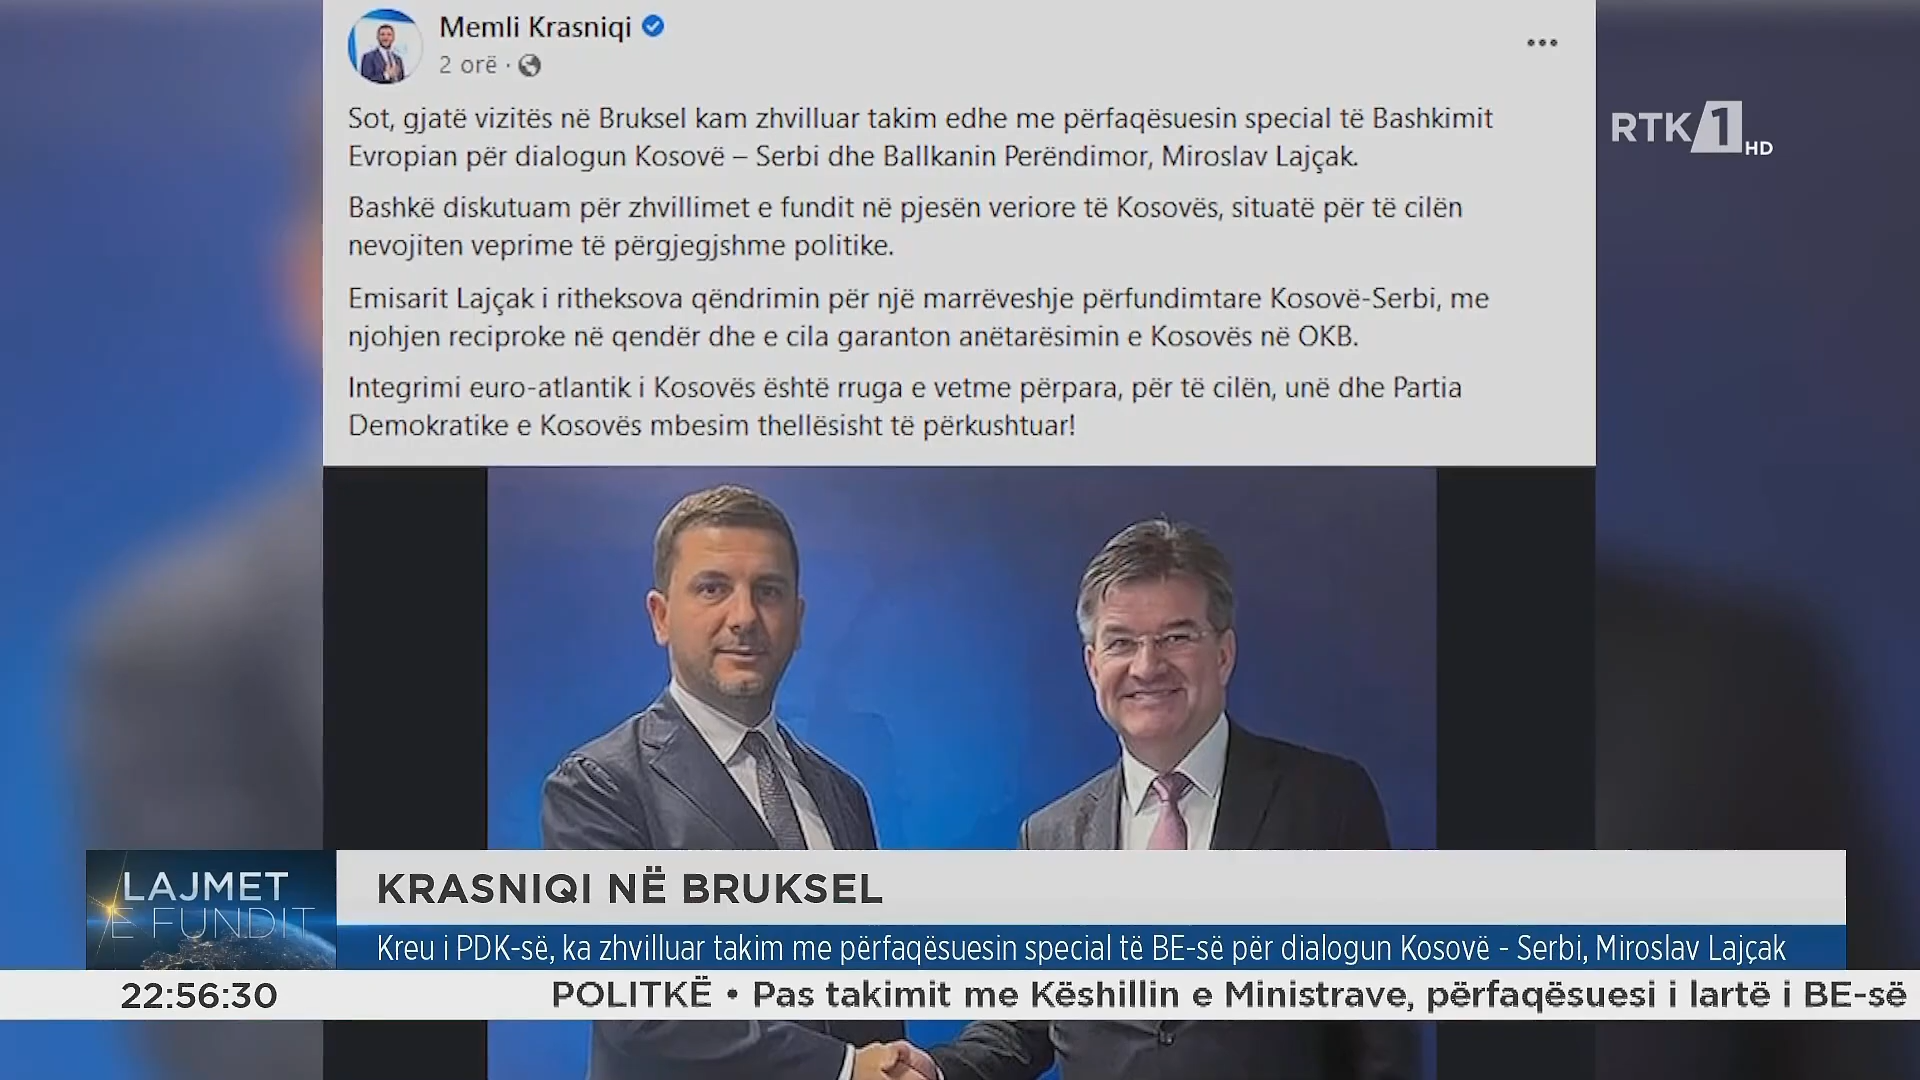 Memli Krasniqi
2 orë ·
Sot, gjatë vizitës në Bruksel kam zhvilluar takim edhe me përfaqësuesin special të Bashkimit
Evropian për dialogun Kosovë – Serbi dhe Ballkanin Perëndimor, Miroslav Lajçak.
Bashkë diskutuam për zhvillimet e fundit në pjesën veriore të Kosovës, situatë për të cilën
nevojiten veprime të përgjegjshme politike.
Emisarit Lajçak i ritheksova qëndrimin për një marrëveshje përfundimtare Kosovë-Serbi, me
njohjen reciproke në qendër dhe e cila garanton anëtarësimin e Kosovës në OKB.
Integrimi euro-atlantik i Kosovës është rruga e vetme përpara, për të cilën, unë dhe Partia
Demokratike e Kosovës mbesim thellësisht të përkushtuar!
RTK/1 HD
LAJMET
E FUNDIT
KRASNIQI NË BRUKSEL
Kreu i PDK-së, ka zhvilluar takim me përfaqësuesin special të BE-së për dialogun Kosovë - Serbi, Miroslav Lajçak
22:56:30
POLITKË • Pas takimit me Këshillin e Ministrave, përfaqësuesi i lartë i BE-së